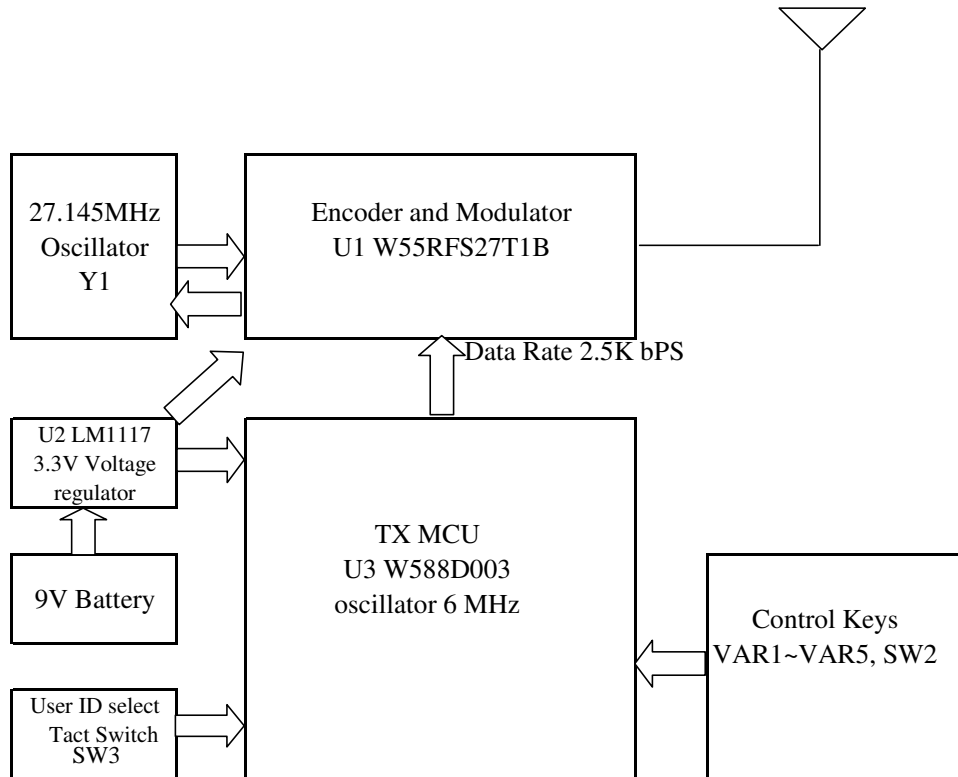 27.145MHz
Oscillator
Y1
Encoder and Modulator
U1 W55RFS27T1B
Data Rate 2.5K bPS
U2 LM1117
3.3V Voltage
regulator
9V Battery
TX MCU
U3 W588D003
oscillator 6 MHz
Control Keys
VAR1~VAR5, SW2
User ID select
Tact Switch
SW3